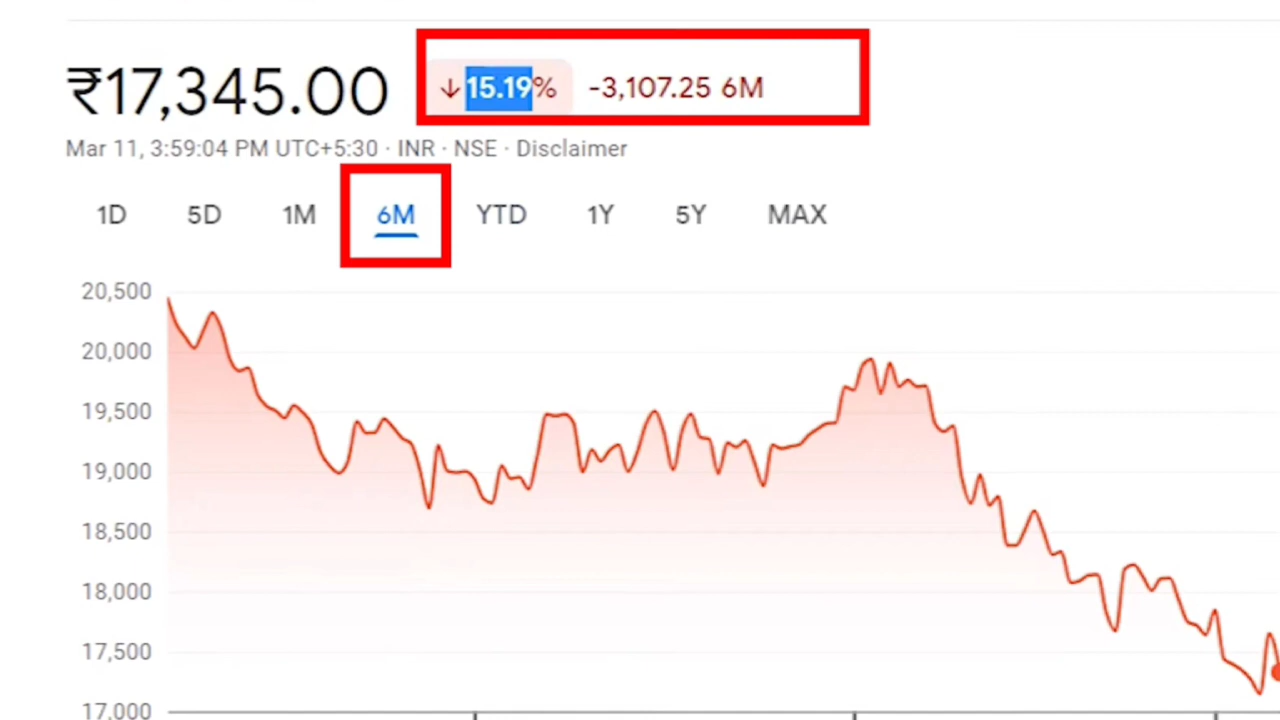 ₹17,345.00 ↓15.19% -3,107.25 6M
Mar 11, 3:59:04 PM UTC+5:30 · INR · NSE · Disclaimer
1D 5D 1M 6M YTD 1Y 5Y MAX
20,500
20,000
19,500
19,000
18,500
18,000
17,500
17,000